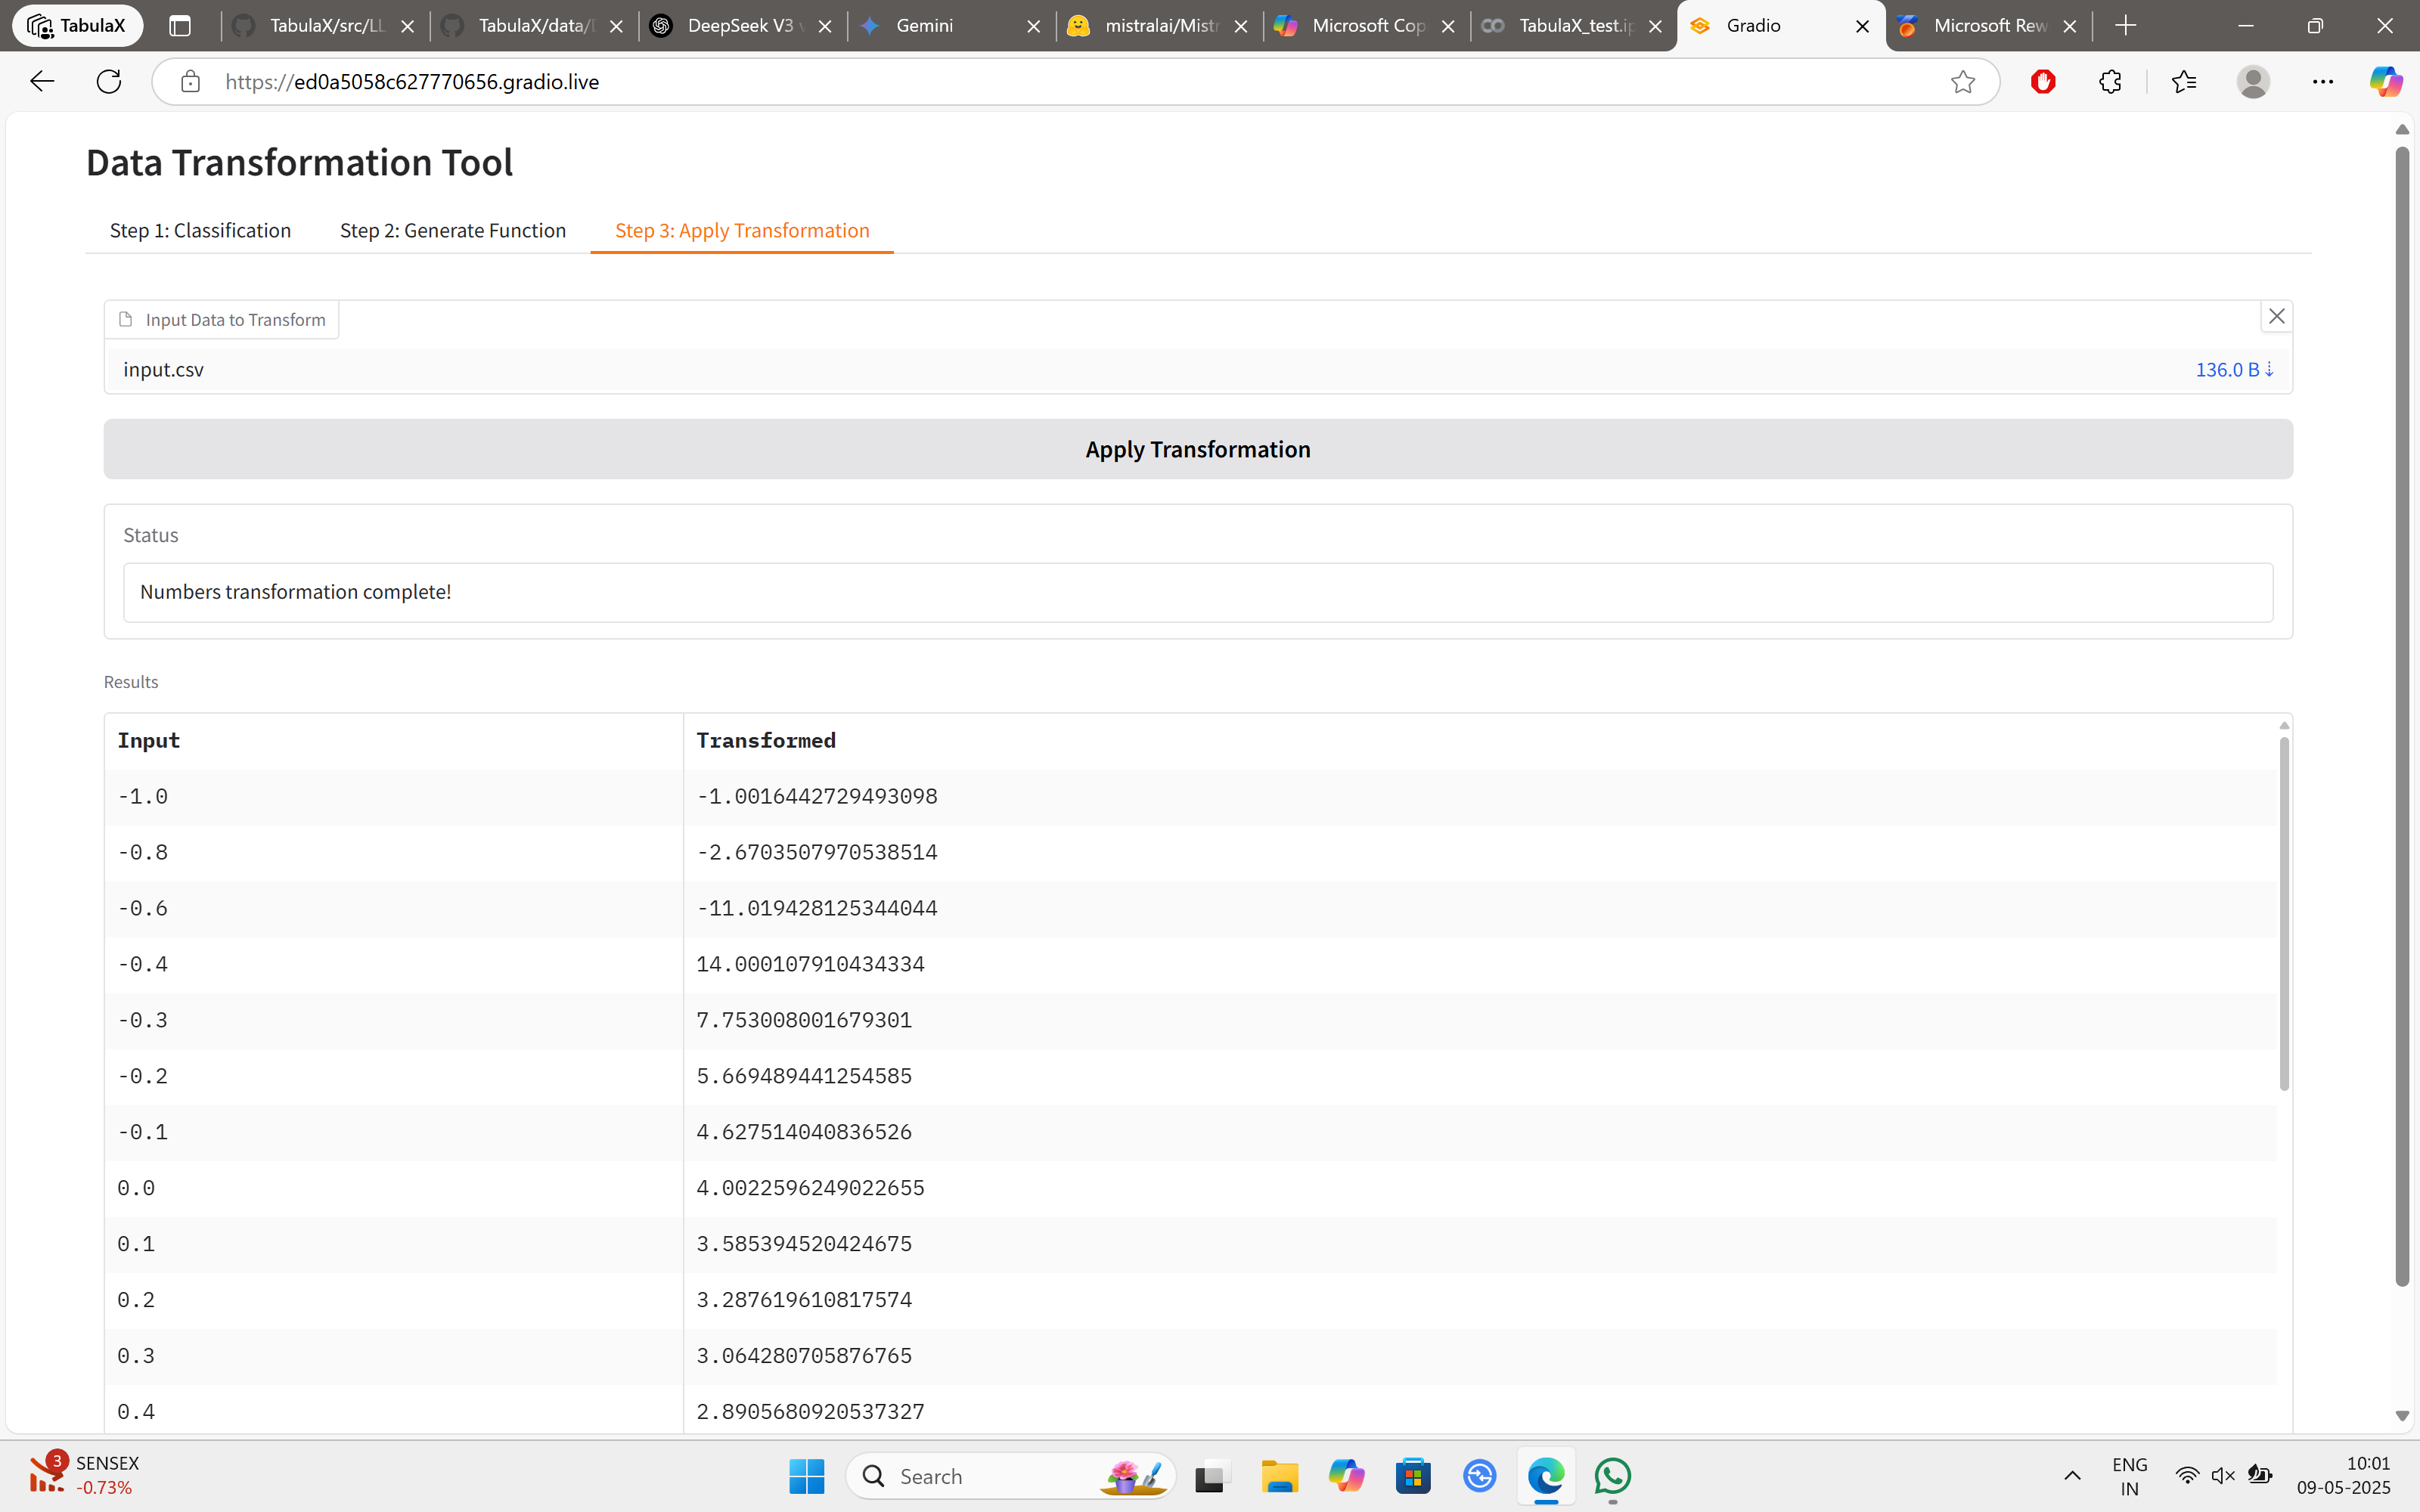 TabulaX
TabulaX/src/LL
TabulaX/data/
DeepSeek V3
Gemini
mistralai/Mistr
Microsoft Cop
TabulaX_test.ip
Gradio
Microsoft Rew
https://ed0a5058c627770656.gradio.live
Data Transformation Tool
Step 1: Classification Step 2: Generate Function Step 3: Apply Transformation
Input Data to Transform
input.csv 136.0 B ⇣
Apply Transformation
Status
Numbers transformation complete!
Results
Input Transformed
-1.0 -1.0016442729493098
-0.8 -2.6703507970538514
-0.6 -11.019428125344044
-0.4 14.000107910434334
-0.3 7.753008001679301
-0.2 5.669489441254585
-0.1 4.627514040836526
0.0 4.0022596249022655
0.1 3.585394520424675
0.2 3.287619610817574
0.3 3.064280705876765
0.4 2.8905680920537327
3
SENSEX
-0.73%
Search
ENG
IN
10:01
09-05-2025